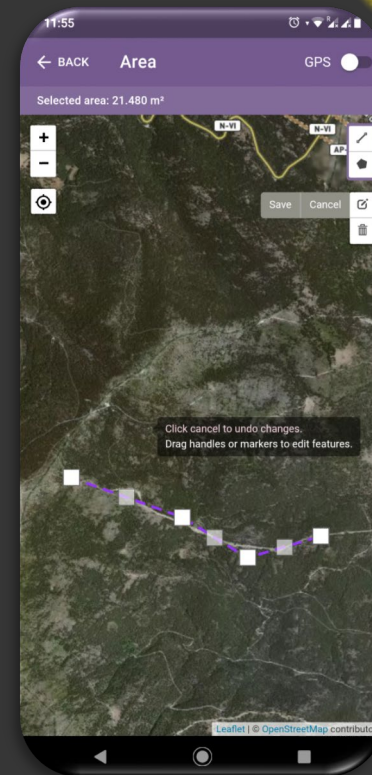 11:55
R
← BACK Area GPS
Selected area: 21.480 m²
N-VI
N-VI
AP-
+
−
Save Cancel
Click cancel to undo changes.
Drag handles or markers to edit features.
Leaflet | © OpenStreetMap contributo